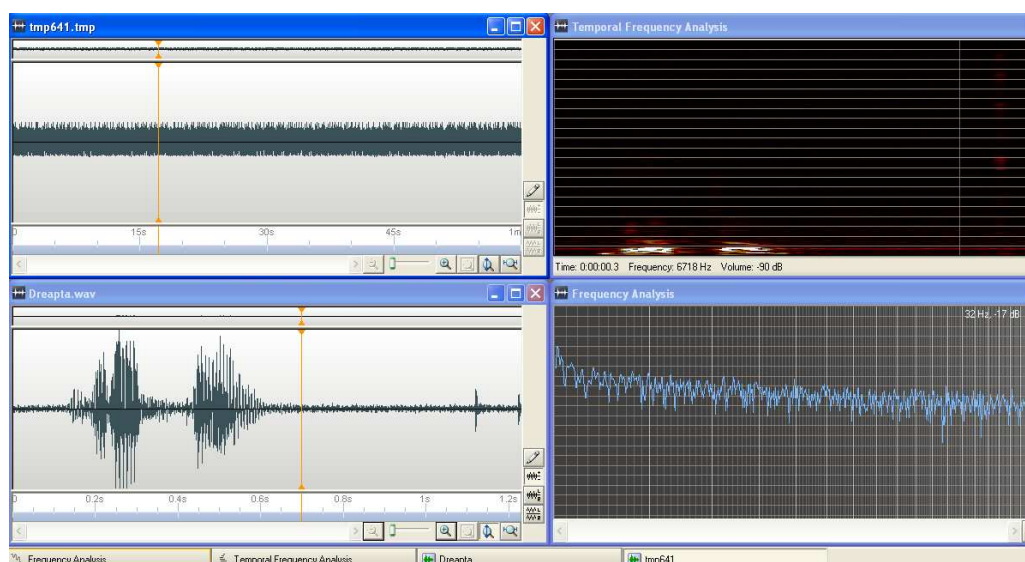 tmp641.tmp
0 15s 30s 45s 1m
Temporal Frequency Analysis
Time: 0:00:00.3 Frequency: 6718 Hz Volume: -90 dB
Dreapta.wav
0 0.2s 0.4s 0.6s 0.8s 1s 1.2s
Frequency Analysis
32 Hz, -17 dB
Frequency Analysis Temporal Frequency Analysis Dreapta tmp641